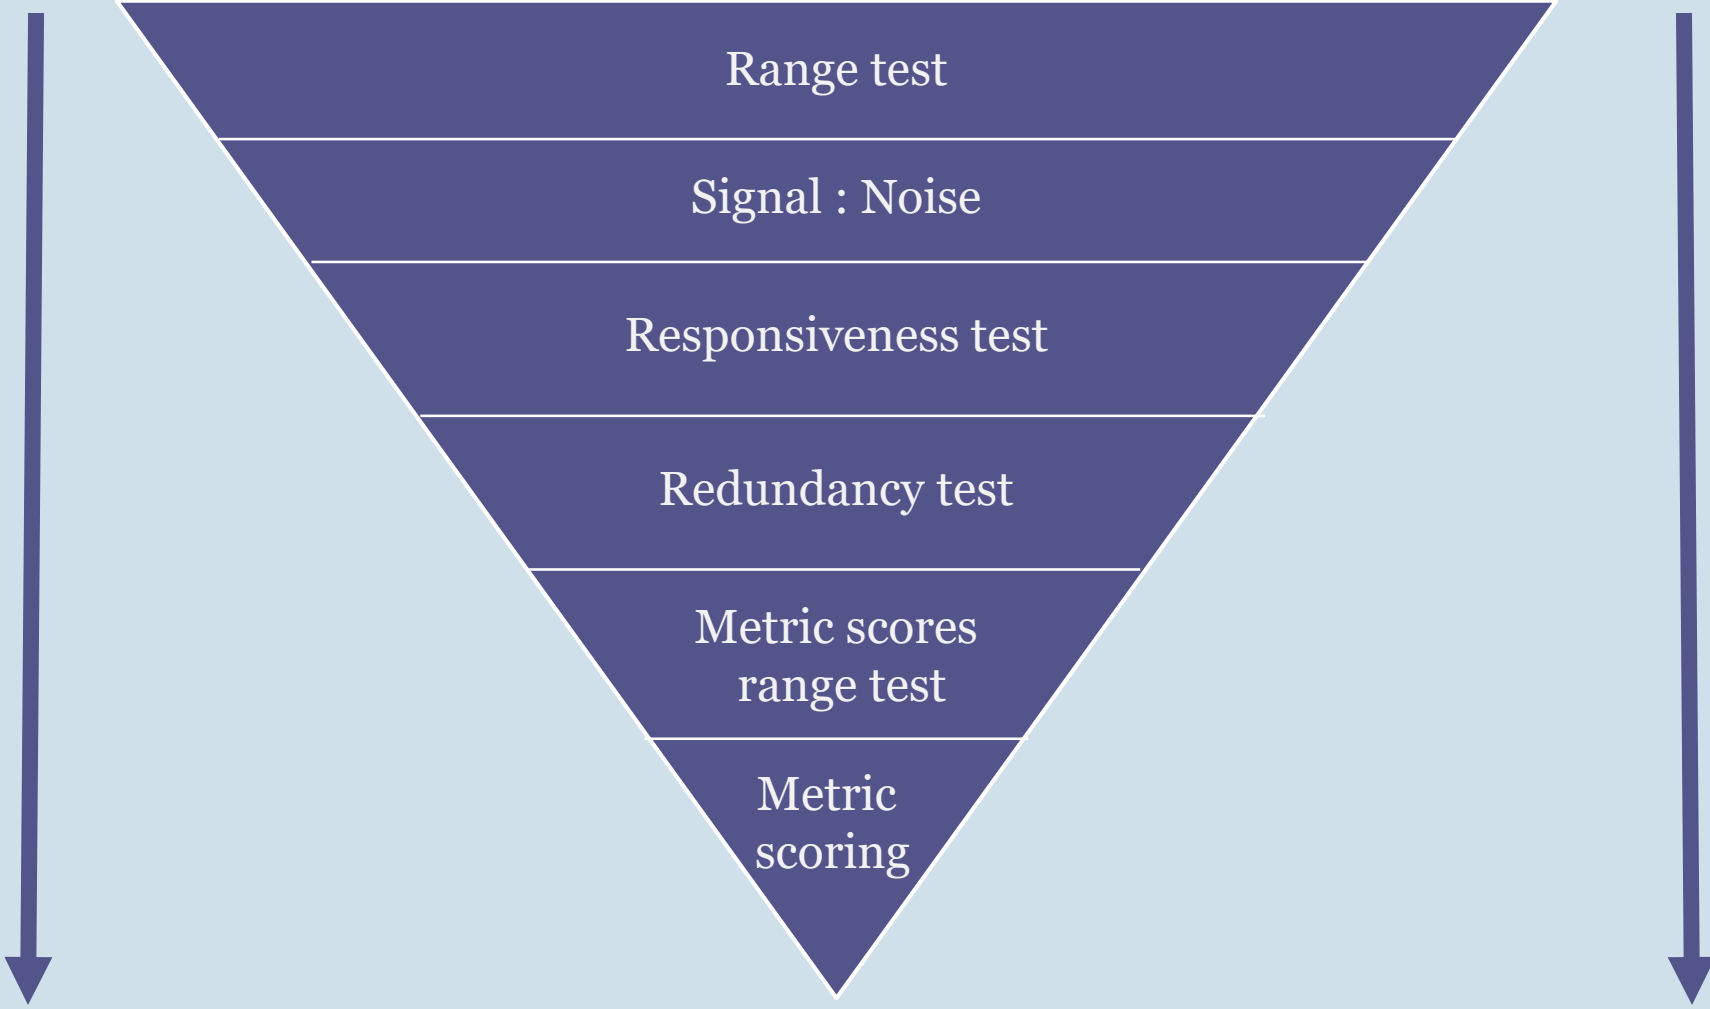 Range test
Signal : Noise
Responsiveness test
Redundancy test
Metric scores
range test
Metric
scoring